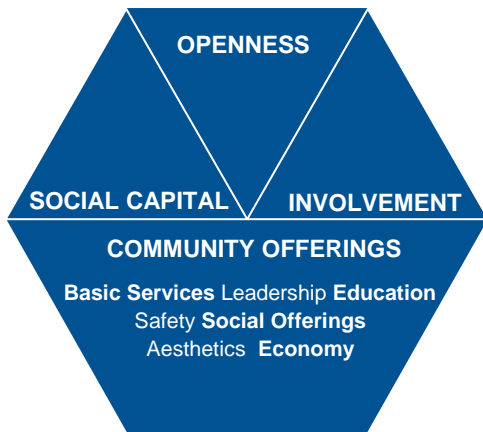 OPENNESS
SOCIAL CAPITAL
INVOLVEMENT
COMMUNITY OFFERINGS
Basic Services Leadership Education
Safety Social Offerings
Aesthetics Economy